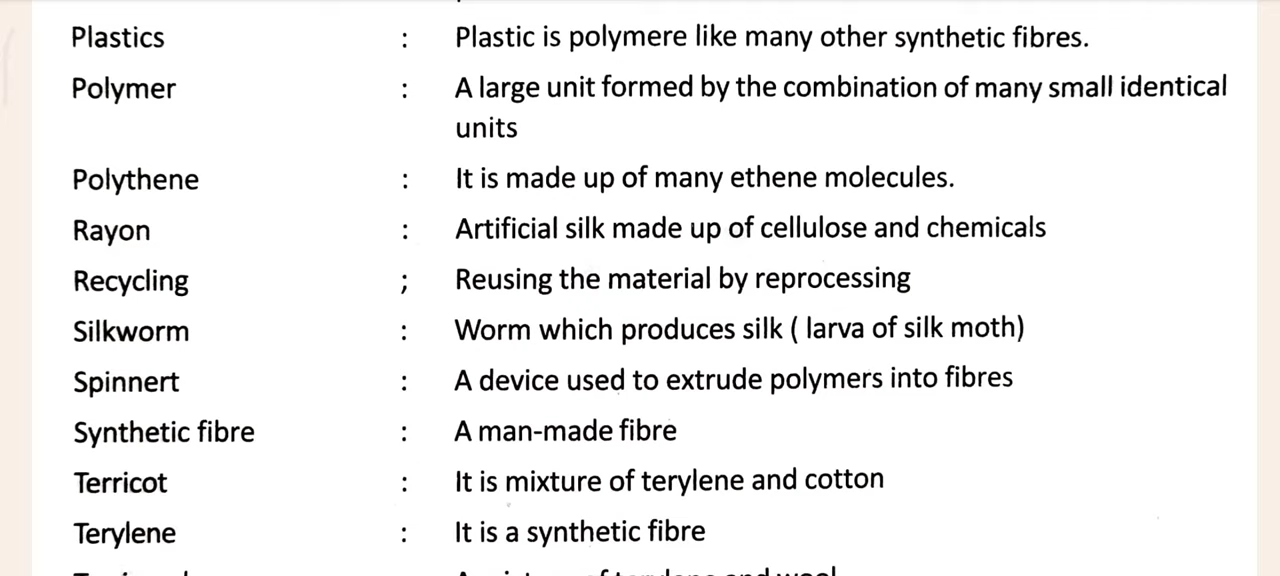 Plastics : Plastic is polymere like many other synthetic fibres.
Polymer : A large unit formed by the combination of many small identical
units
Polythene : It is made up of many ethene molecules.
Rayon : Artificial silk made up of cellulose and chemicals
Recycling ; Reusing the material by reprocessing
Silkworm : Worm which produces silk ( larva of silk moth)
Spinnert : A device used to extrude polymers into fibres
Synthetic fibre : A man-made fibre
Terricot : It is mixture of terylene and cotton
Terylene : It is a synthetic fibre